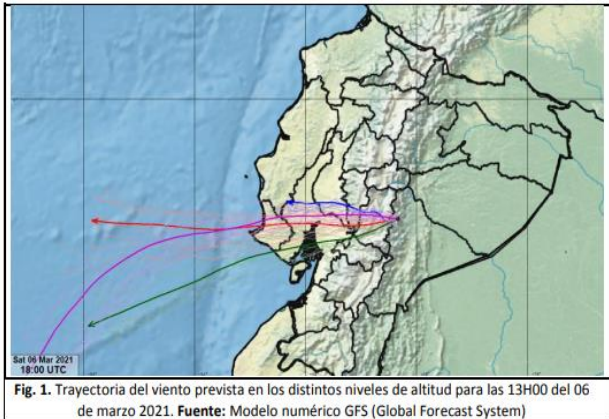 Sat 06 Mar 2021
18:00 UTC
Fig. 1. Trayectoria del viento prevista en los distintos niveles de altitud para las 13H00 del 06
de marzo 2021. Fuente: Modelo numérico GFS (Global Forecast System)